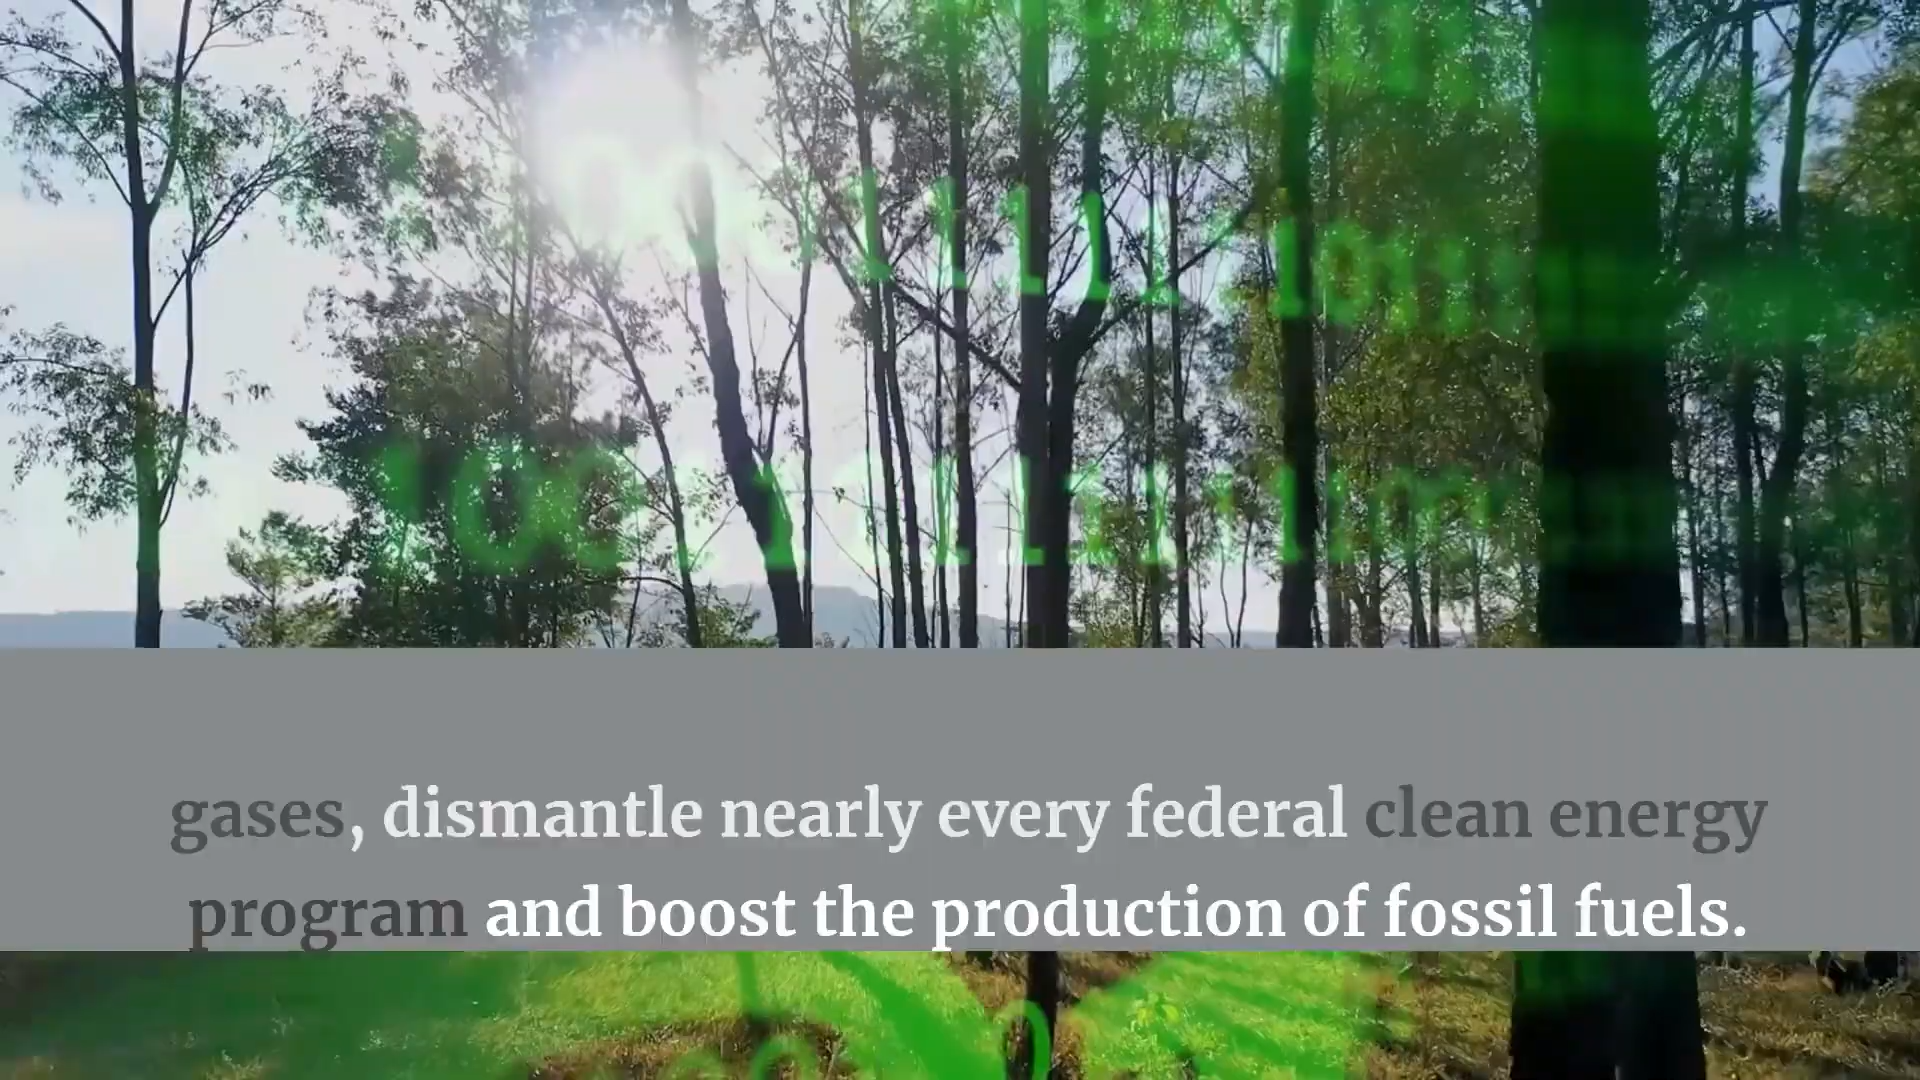 gases, dismantle nearly every federal clean energy
program and boost the production of fossil fuels.